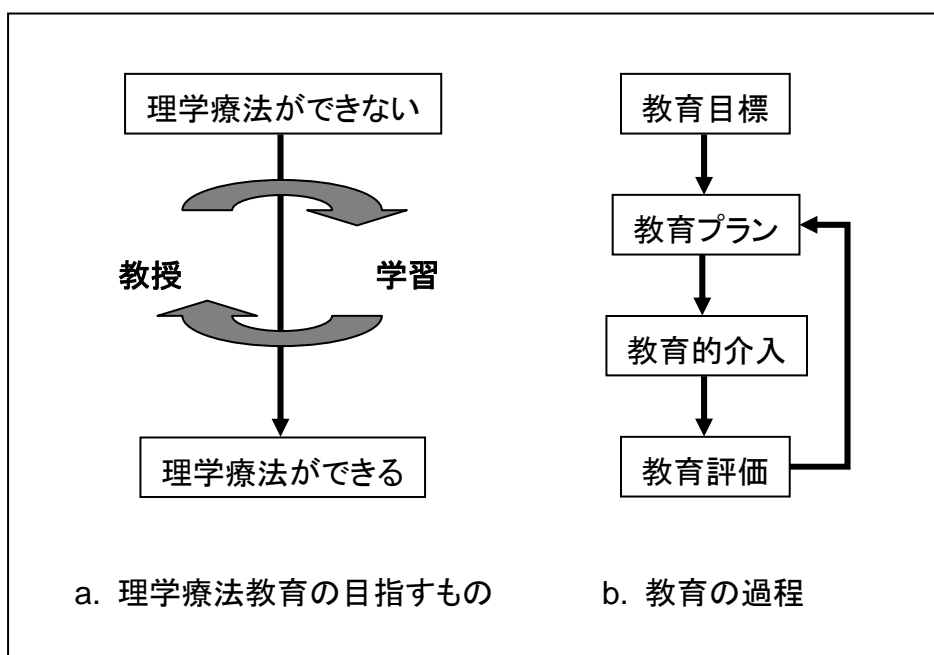 理学療法ができない
教授
学習
理学療法ができる
a. 理学療法教育の目指すもの
教育目標
教育プラン
教育的介入
教育評価
b. 教育の過程